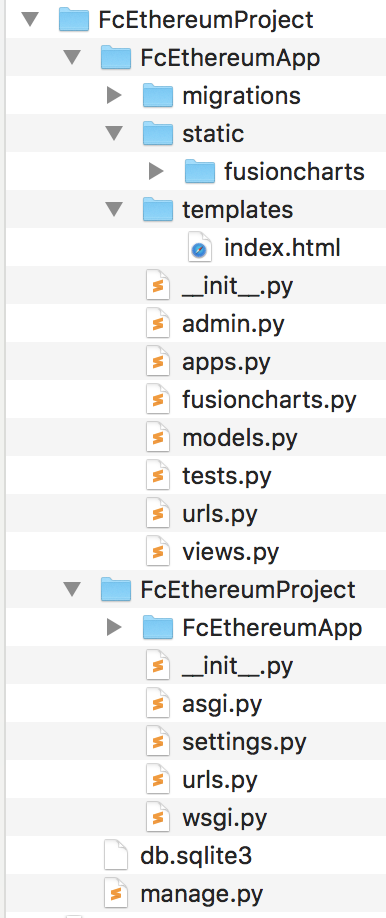 FcEthereumProject
FcEthereumApp
migrations
static
fusioncharts
templates
index.html
__init__.py
admin.py
apps.py
fusioncharts.py
models.py
tests.py
urls.py
views.py
FcEthereumProject
FcEthereumApp
__init__.py
asgi.py
settings.py
urls.py
wsgi.py
db.sqlite3
manage.py